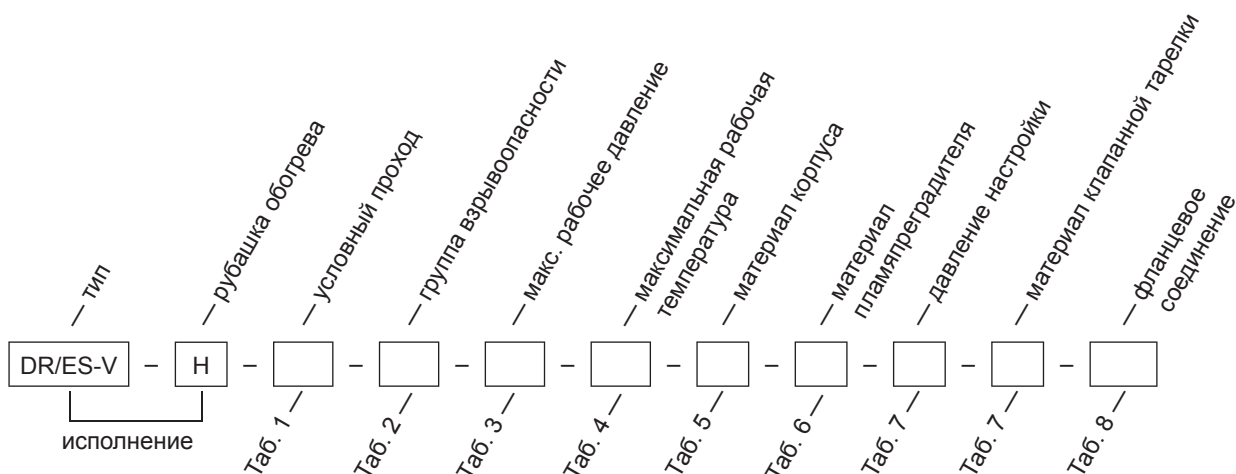 — тип
— рубашка обогрева
— условный проход
— группа взрывоопасности
— макс. рабочее давление
— максимальная рабочая
температура
— материал корпуса
— материал
пламяпреградителя
— давление настройки
— материал клапанной тарелки
— фланцевое
соединение
DR/ES-V – H – – – – – – – – –
исполнение
Таб. 1 —
Таб. 2 —
Таб. 3 —
Таб. 4 —
Таб. 5 —
Таб. 6 —
Таб. 7 —
Таб. 7 —
Таб. 8 —